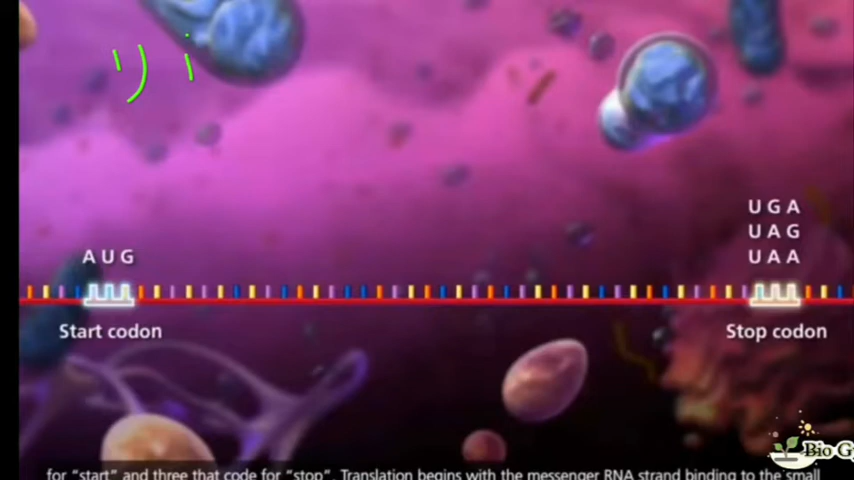 UGA
UAG
AUG
UAA
Start codon
Stop codon
Bio G
for “start” and three that code for “stop”. Translation begins with the messenger RNA strand binding to the small